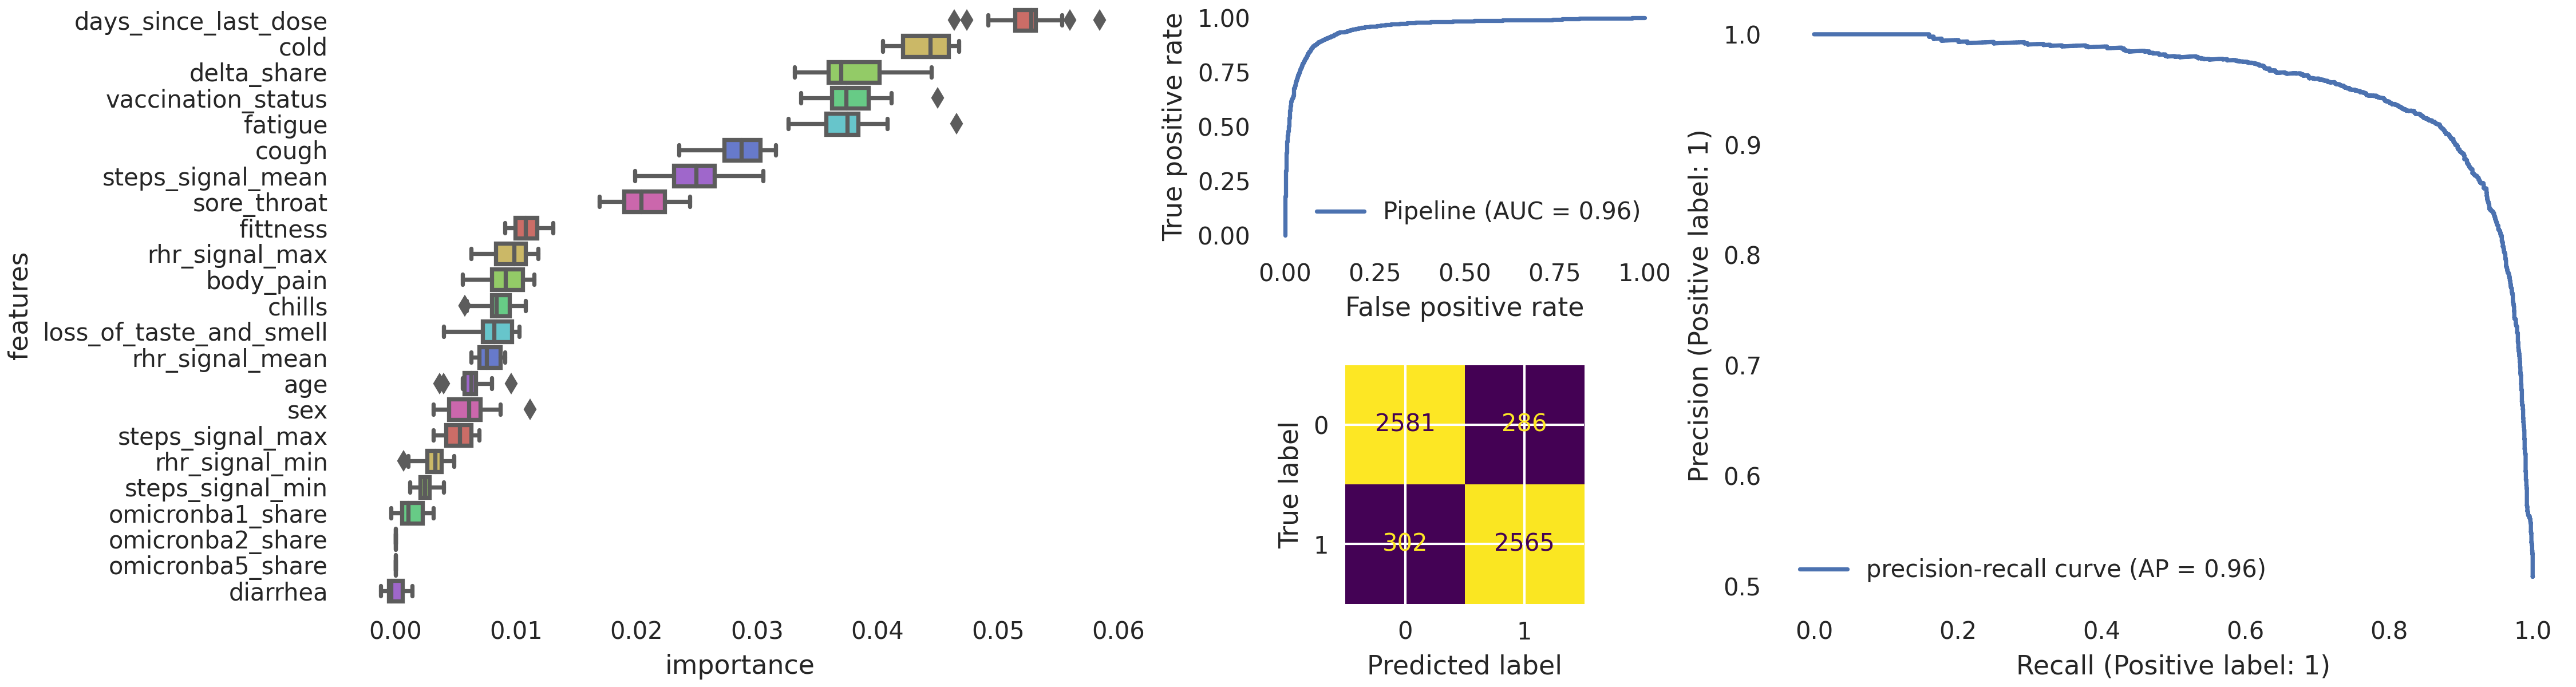 features
days_since_last_dose
cold
delta_share
vaccination_status
fatigue
cough
steps_signal_mean
sore_throat
fittness
rhr_signal_max
body_pain
chills
loss_of_taste_and_smell
rhr_signal_mean
age
sex
steps_signal_max
rhr_signal_min
steps_signal_min
omicronba1_share
omicronba2_share
omicronba5_share
diarrhea
0.00 0.01 0.02 0.03 0.04 0.05 0.06
importance
True positive rate
1.00
0.75
0.50
0.25
0.00
Pipeline (AUC = 0.96)
0.00 0.25 0.50 0.75 1.00
False positive rate
True label
0
1
2581 286
302 2565
0 1
Predicted label
Precision (Positive label: 1)
1.0
0.9
0.8
0.7
0.6
0.5
precision-recall curve (AP = 0.96)
0.0 0.2 0.4 0.6 0.8 1.0
Recall (Positive label: 1)